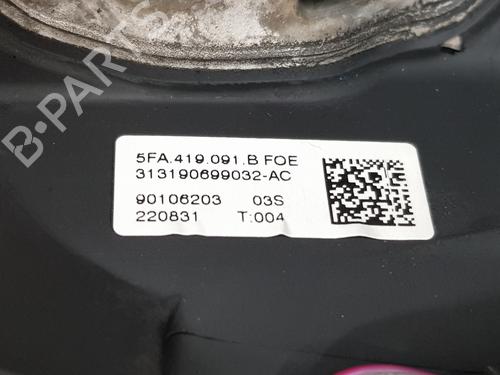 5FA.419.091.B FOE
313190699032-AC
90106203 03S
220831 T:004
B-PARTS